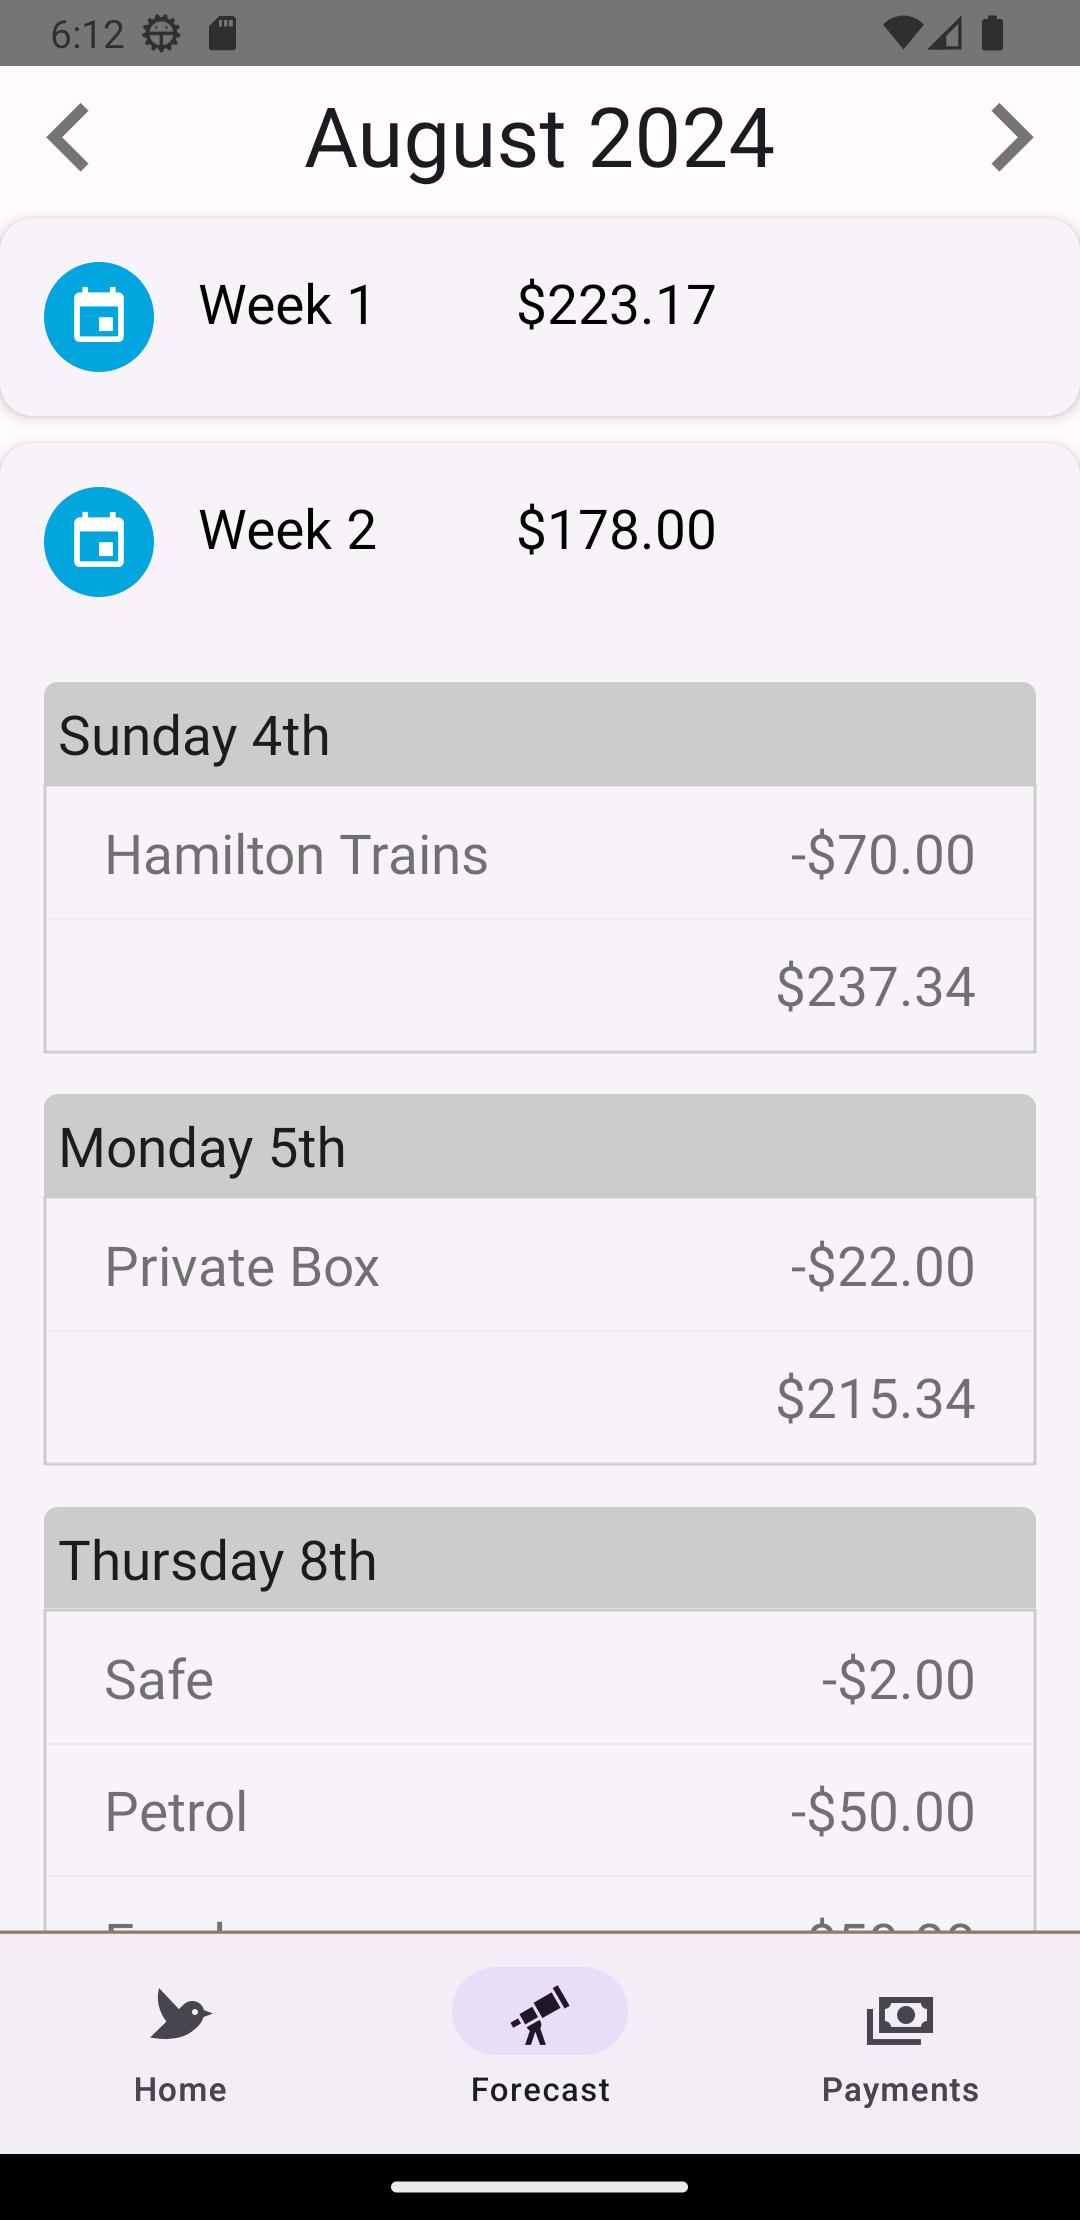 6:12
August 2024
Week 1 $223.17
Week 2 $178.00
Sunday 4th
Hamilton Trains -$70.00
$237.34
Monday 5th
Private Box -$22.00
$215.34
Thursday 8th
Safe -$2.00
Petrol -$50.00
Home Forecast Payments